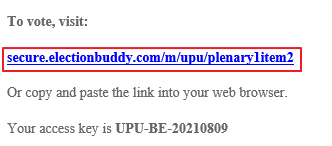 To vote, visit:
secure.electionbuddy.com/m/upu/plenary1item2
Or copy and paste the link into your web browser.
Your access key is UPU-BE-20210809